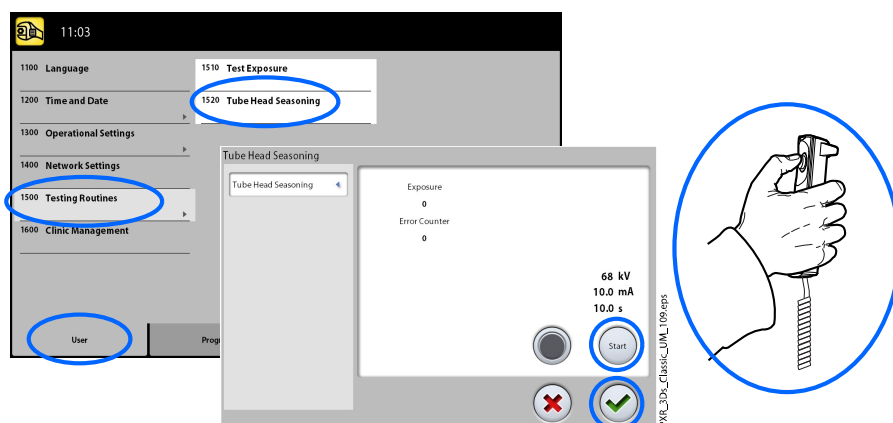 11:03
1100 Language
1200 Time and Date
1300 Operational Settings
1400 Network Settings
1500 Testing Routines
1600 Clinic Management
1510 Test Exposure
1520 Tube Head Seasoning
User
Tube Head Seasoning
Tube Head Seasoning
Exposure
0
Error Counter
0
68 kV
10.0 mA
10.0 s
Start